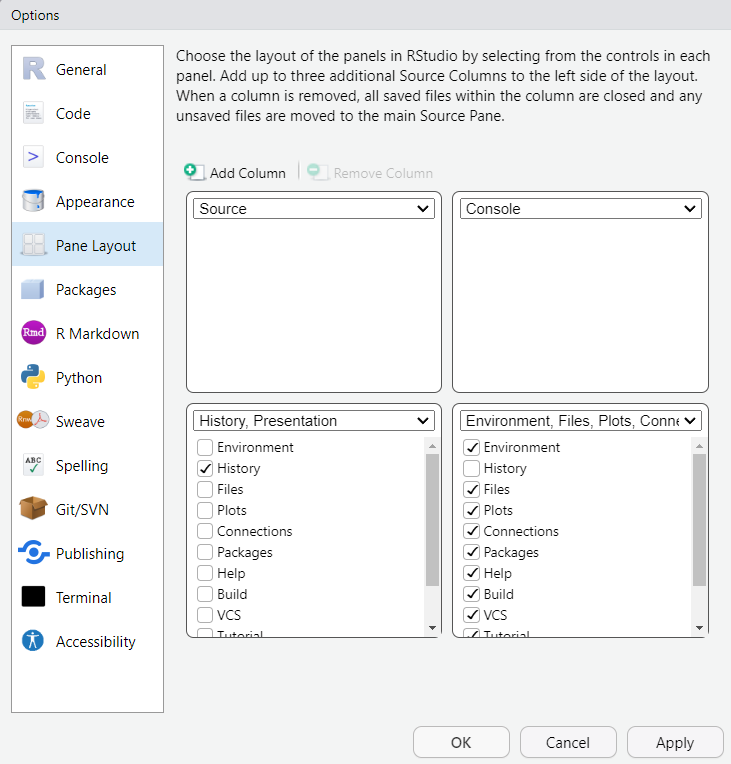 Options
General
Code
Console
Appearance
Pane Layout
Packages
Rmd
R Markdown
Python
Sweave
ABC
Spelling
Git/SVN
Publishing
Terminal
Accessibility
Choose the layout of the panels in RStudio by selecting from the controls in each
panel. Add up to three additional Source Columns to the left side of the layout.
When a column is removed, all saved files within the column are closed and any
unsaved files are moved to the main Source Pane.
Add Column
Remove Column
Source
Console
History, Presentation
Environment
History
Files
Plots
Connections
Packages
Help
Build
VCS
Tutorial
Environment, Files, Plots, Conne
Environment
History
Files
Plots
Connections
Packages
Help
Build
VCS
Tutorial
OK
Cancel
Apply